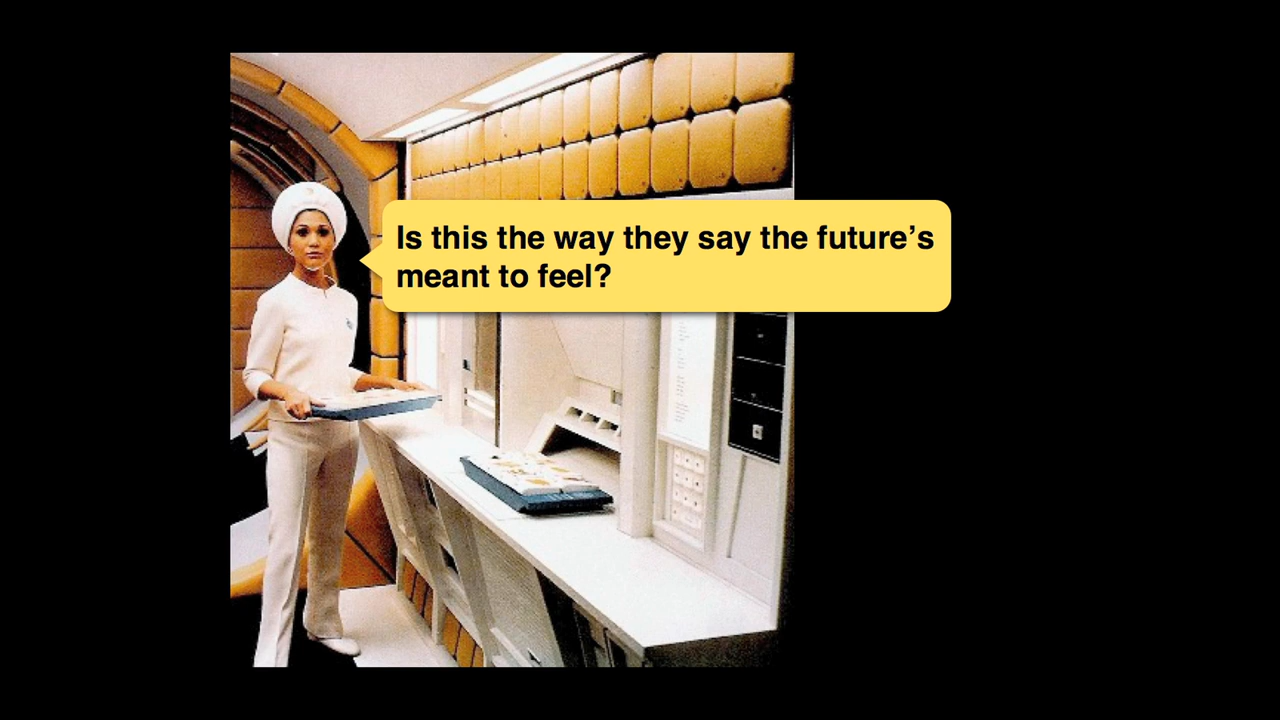 Is this the way they say the future’s
meant to feel?